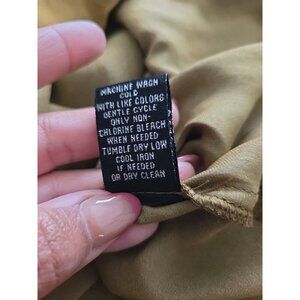 MACHINE WASH
COLD
WITH LIKE COLORS
GENTLE CYCLE
ONLY NON-
CHLORINE BLEACH
WHEN NEEDED
TUMBLE DRY LOW
COOL IRON
IF NEEDED
OR DRY CLEAN